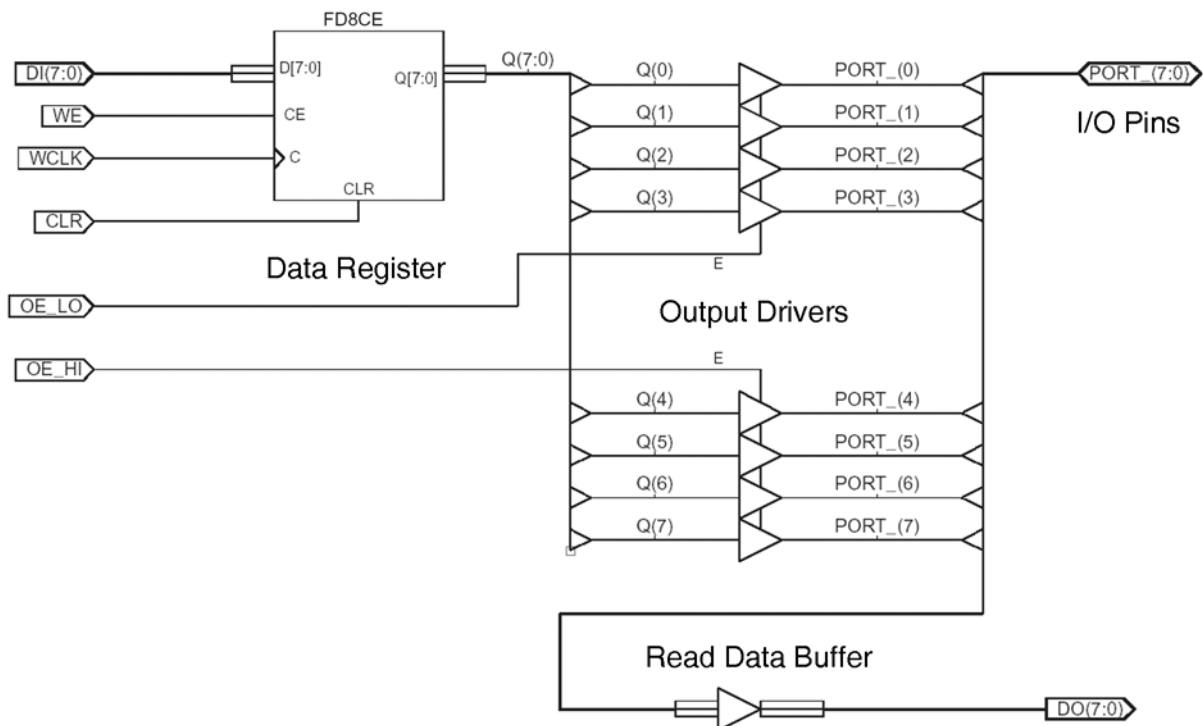 FD8CE
DI(7:0)
D[7:0]
Q[7:0]
Q(7:0)
WE
CE
WCLK
C
CLR
CLR
Data Register
OE_LO
OE_HI
Q(0)
PORT_(0)
Q(1)
PORT_(1)
Q(2)
PORT_(2)
Q(3)
PORT_(3)
E
PORT_(7:0)
I/O Pins
Output Drivers
E
Q(4)
PORT_(4)
Q(5)
PORT_(5)
Q(6)
PORT_(6)
Q(7)
PORT_(7)
Read Data Buffer
DO(7:0)